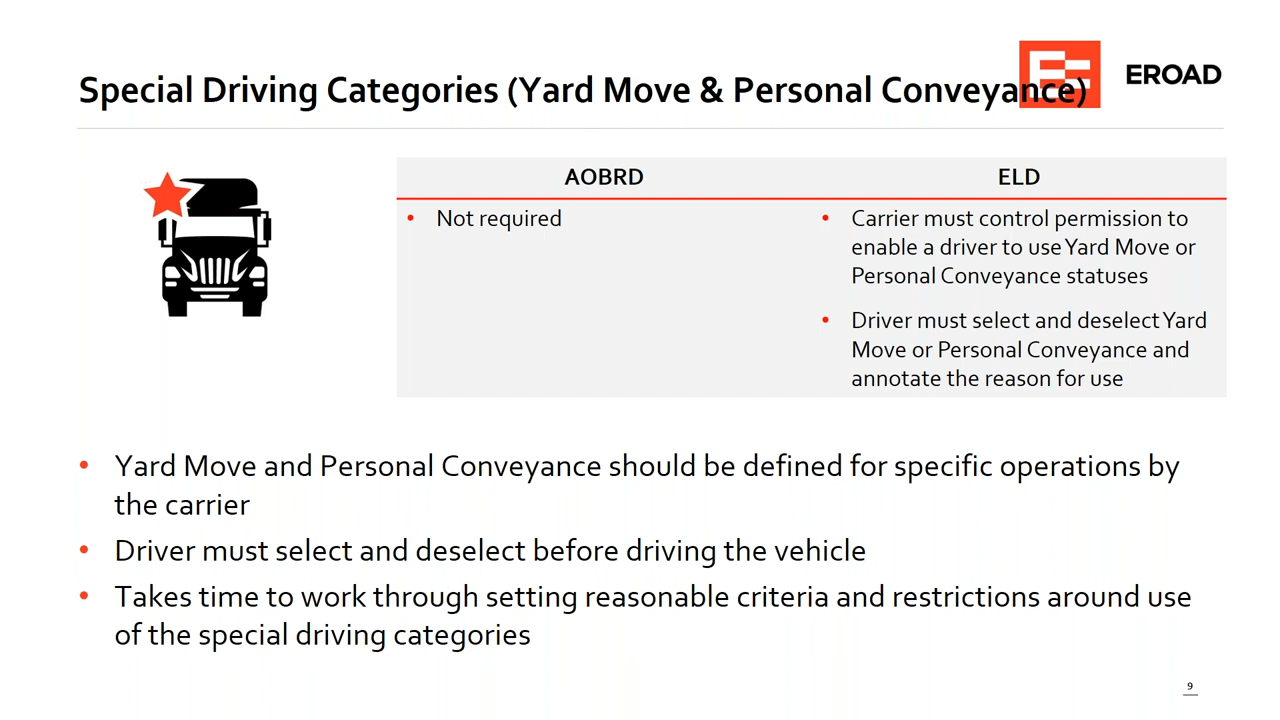 Special Driving Categories (Yard Move & Personal Conveyance)
EROAD
AOBRD
ELD
• Not required
• Carrier must control permission to
enable a driver to use Yard Move or
Personal Conveyance statuses
• Driver must select and deselect Yard
Move or Personal Conveyance and
annotate the reason for use
• Yard Move and Personal Conveyance should be defined for specific operations by
the carrier
• Driver must select and deselect before driving the vehicle
• Takes time to work through setting reasonable criteria and restrictions around use
of the special driving categories
9